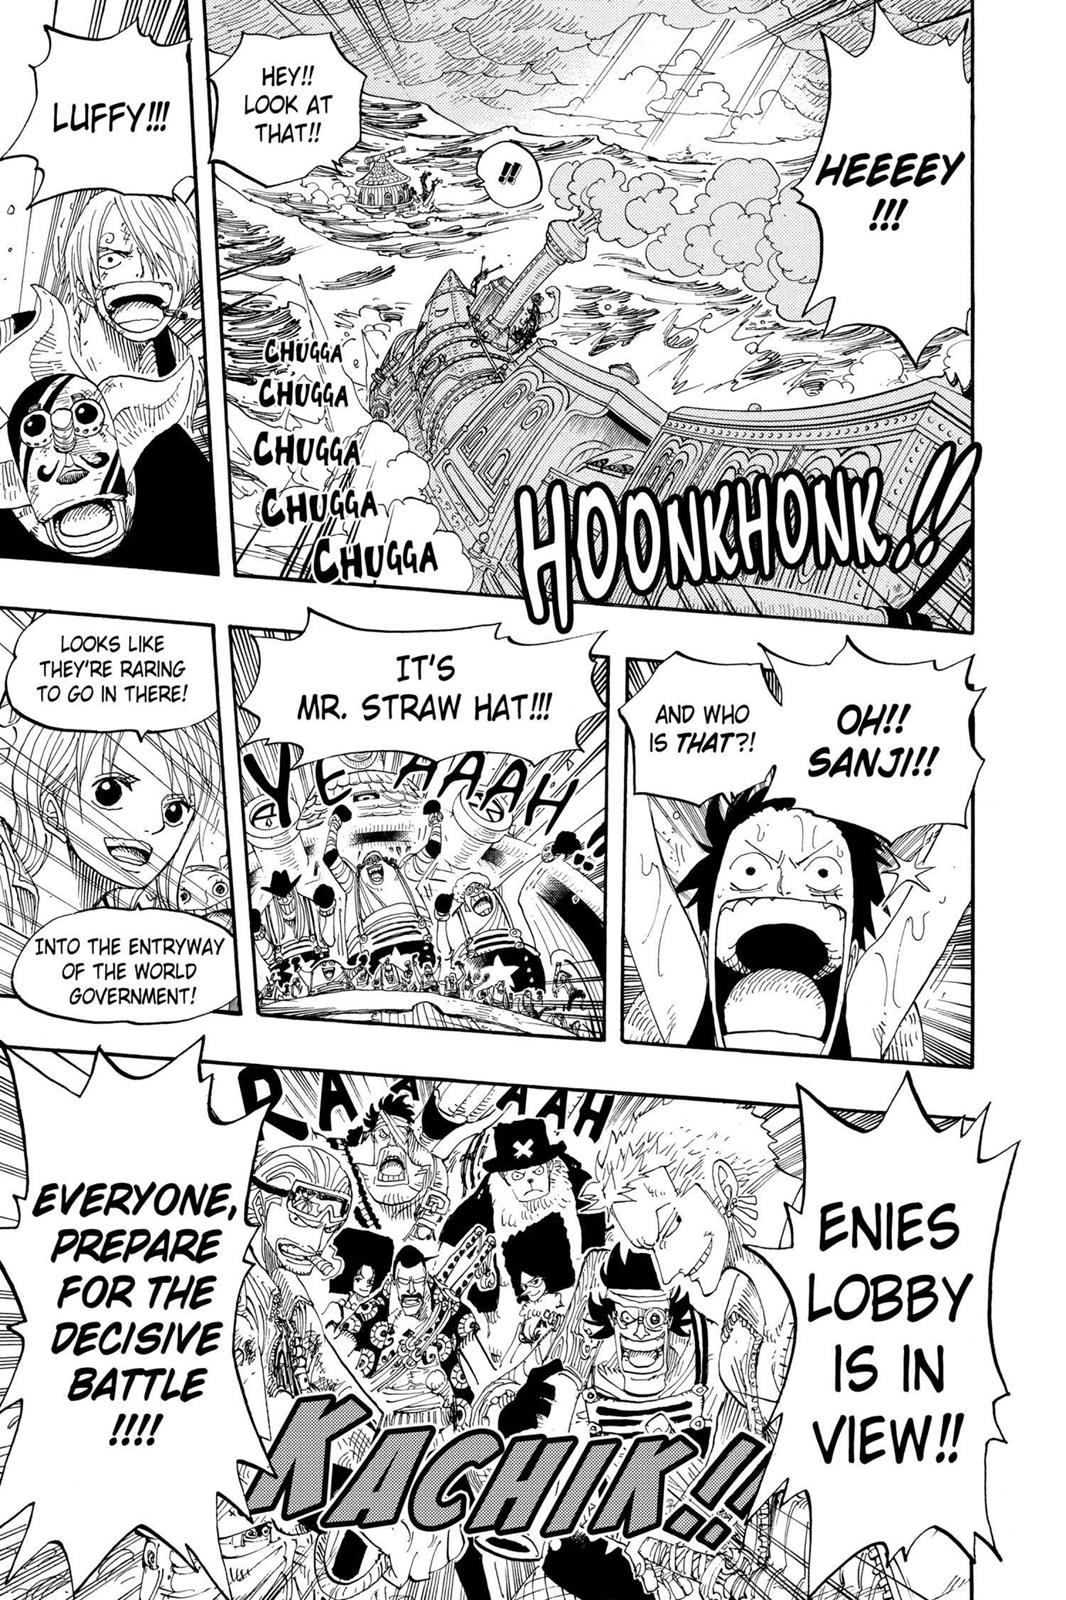 HEEEEY
!!!
!!
HEY!!
LOOK AT
THAT!!
CHUGGA
CHUGGA
CHUGGA
CHUGGA
CHUGGA
HOONKHONK!!
LUFFY!!!
OH!!
SANJI!!
AND WHO
IS THAT?!
IT'S
MR. STRAW HAT!!!
YEAAAAH!!
LOOKS LIKE
THEY'RE RARING
TO GO IN THERE!
INTO THE ENTRYWAY
OF THE WORLD
GOVERNMENT!
ENIES
LOBBY
IS IN
VIEW!!
RAAAAAH
KACHIK!!
EVERYONE,
PREPARE
FOR THE
DECISIVE
BATTLE
!!!!